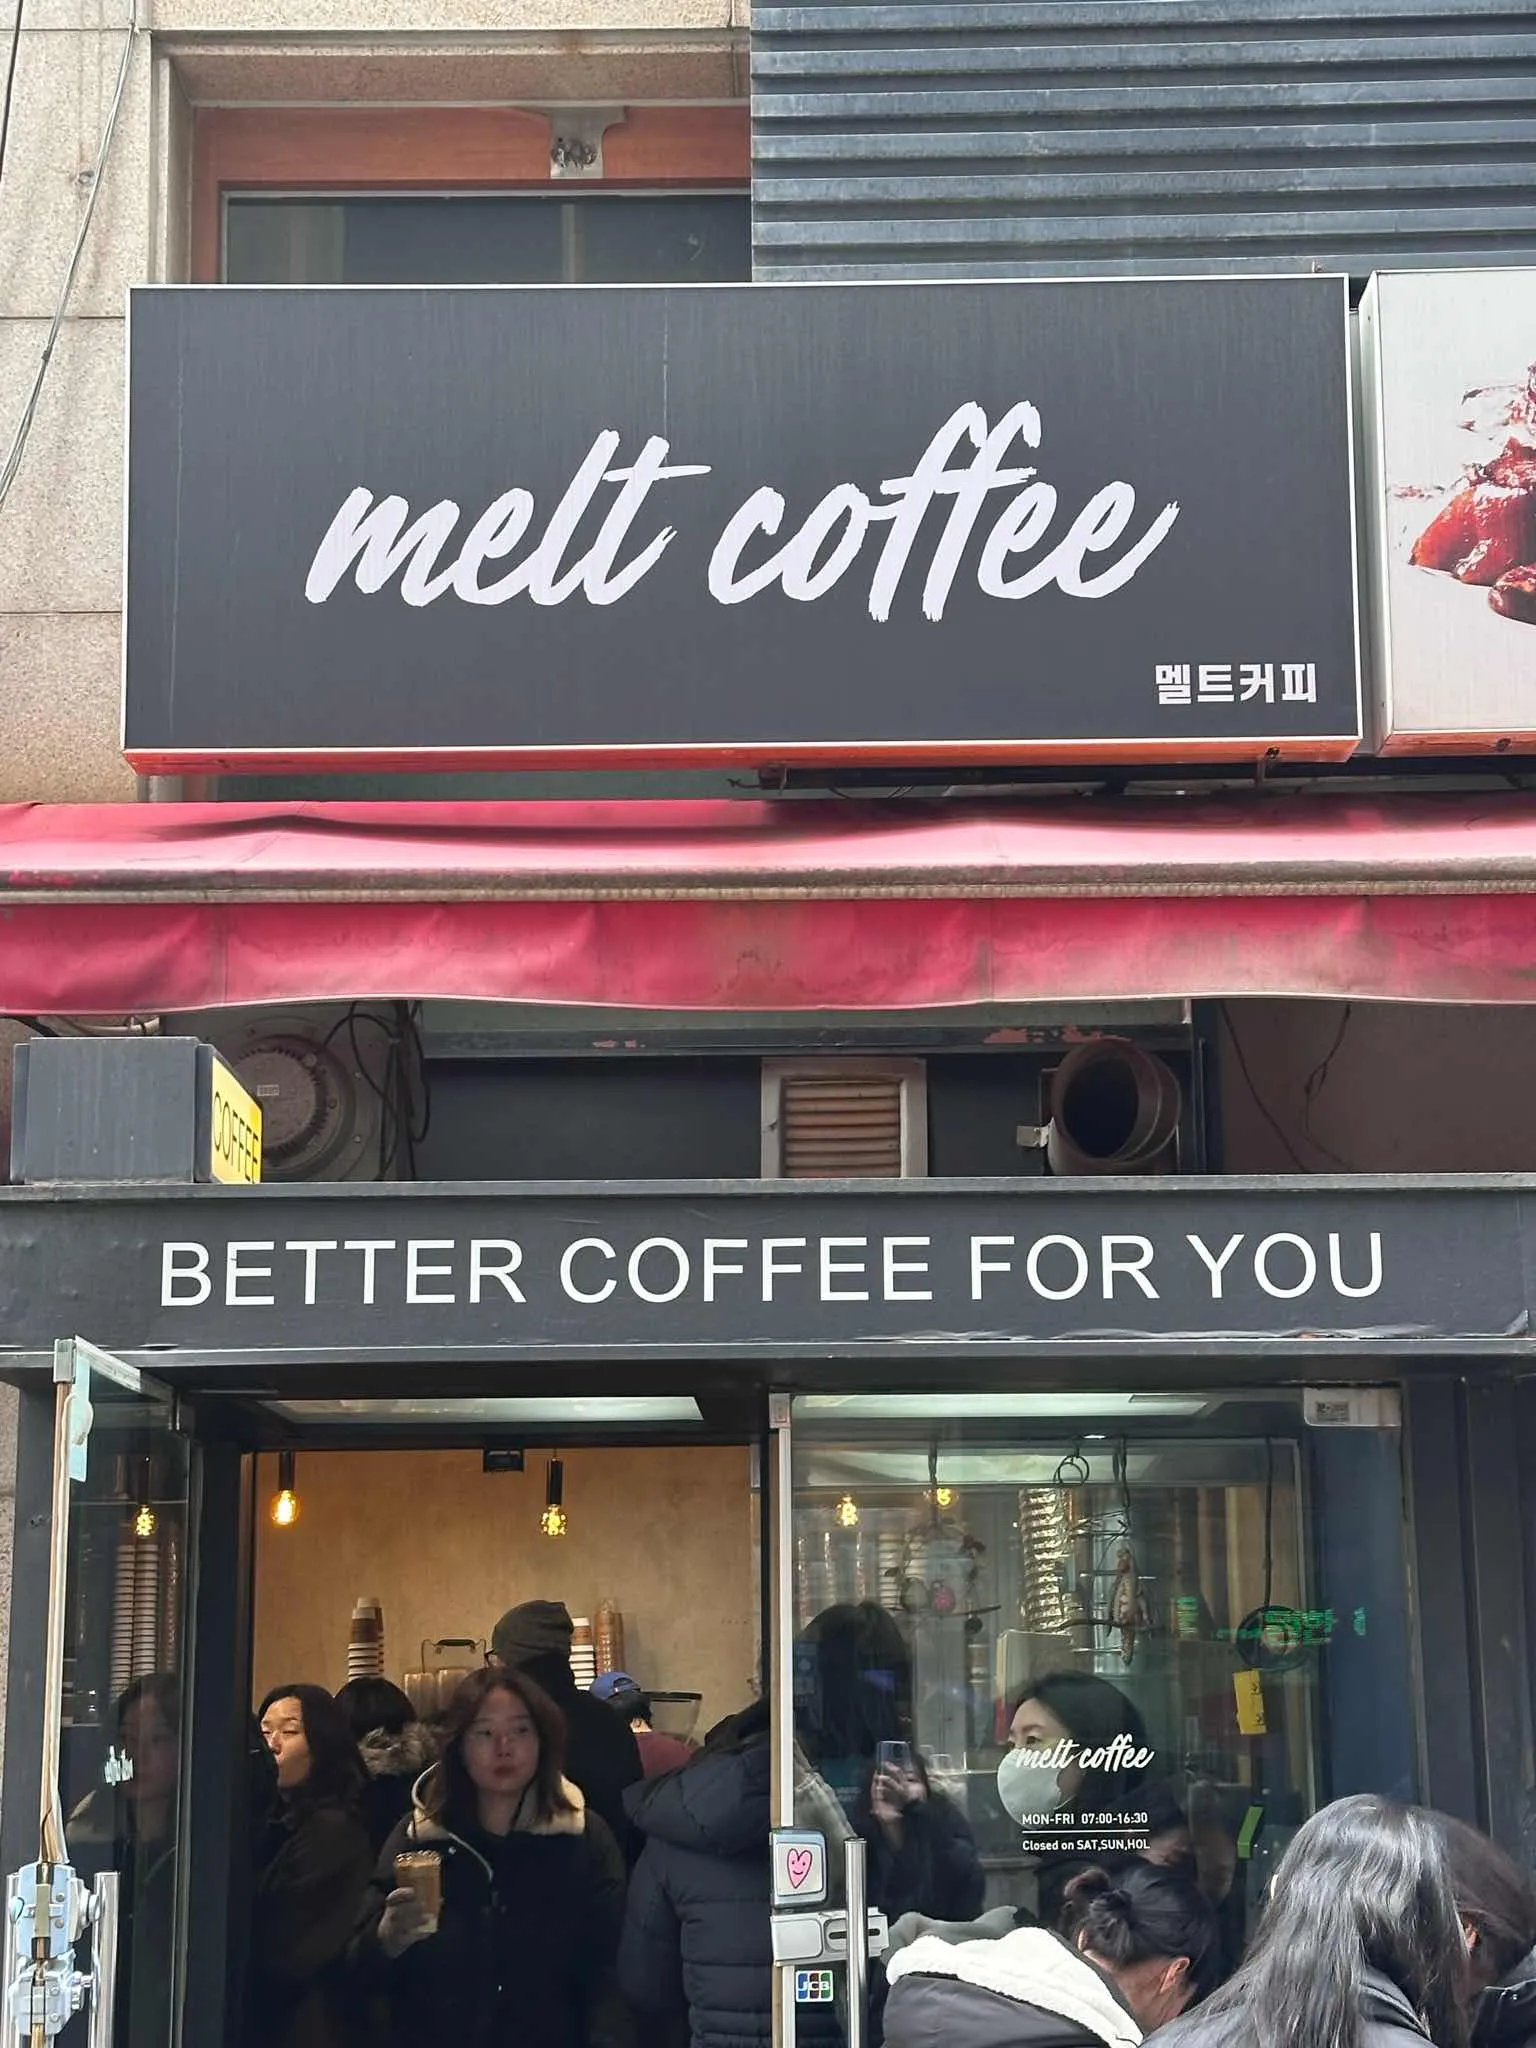 melt coffee
멜트커피
COFFEE
BETTER COFFEE FOR YOU
melt coffee
MON-FRI 07:00-16:30
Closed on SAT,SUN,HOL
JCB